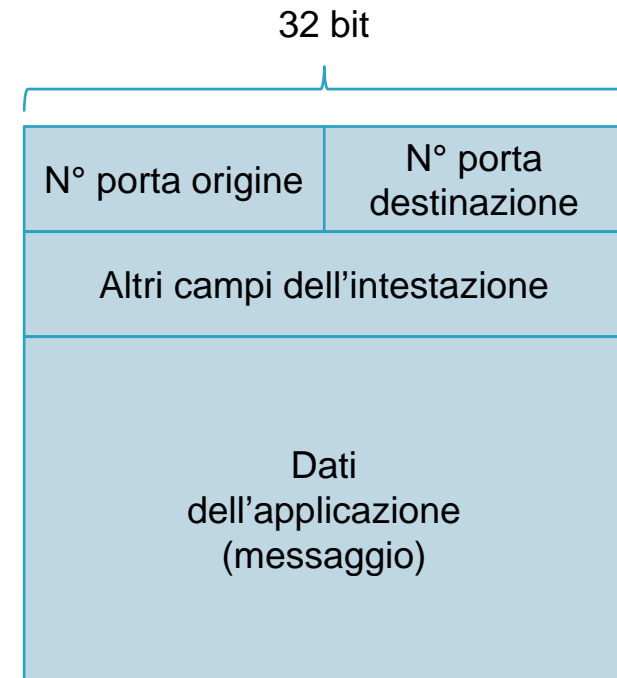 32 bit
N° porta origine
N° porta
destinazione
Altri campi dell’intestazione
Dati
dell’applicazione
(messaggio)